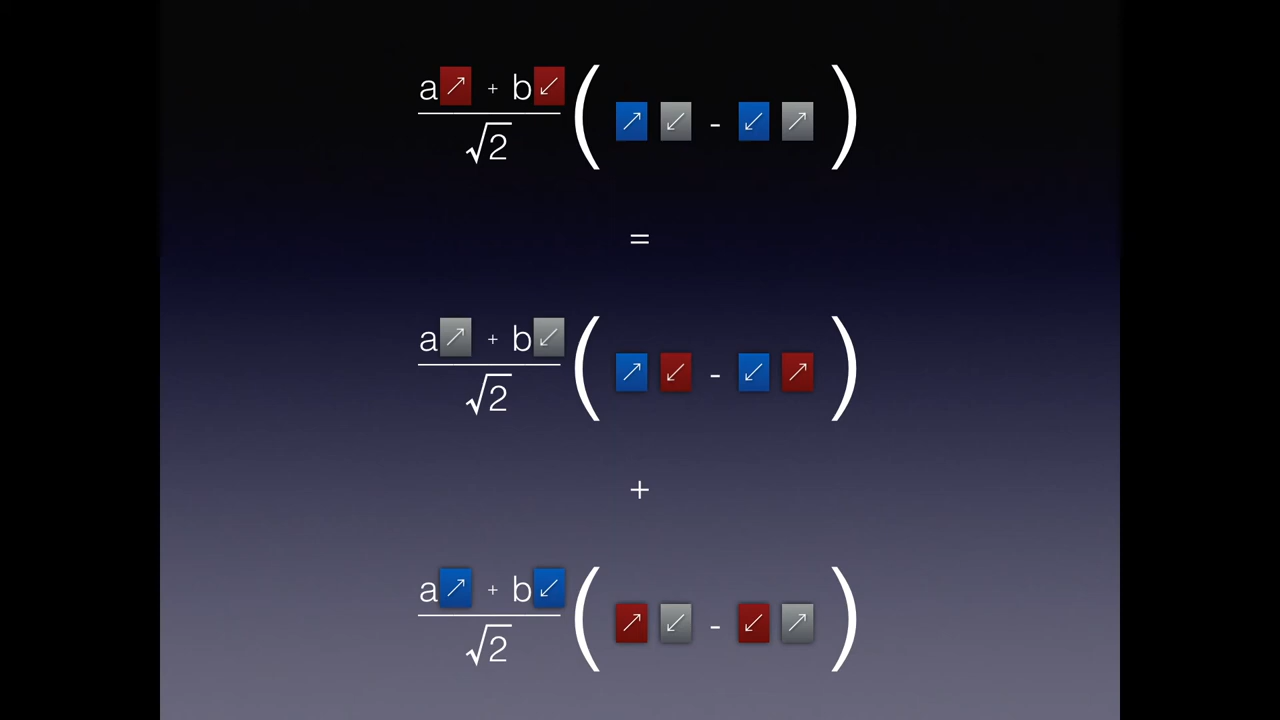 a↗ + b↙
√2
( ↗ ↙ - ↙ ↗ )
=
a↗ + b↙
√2
( ↗ ↙ - ↙ ↗ )
+
a↗ + b↙
√2
( ↗ ↙ - ↙ ↗ )